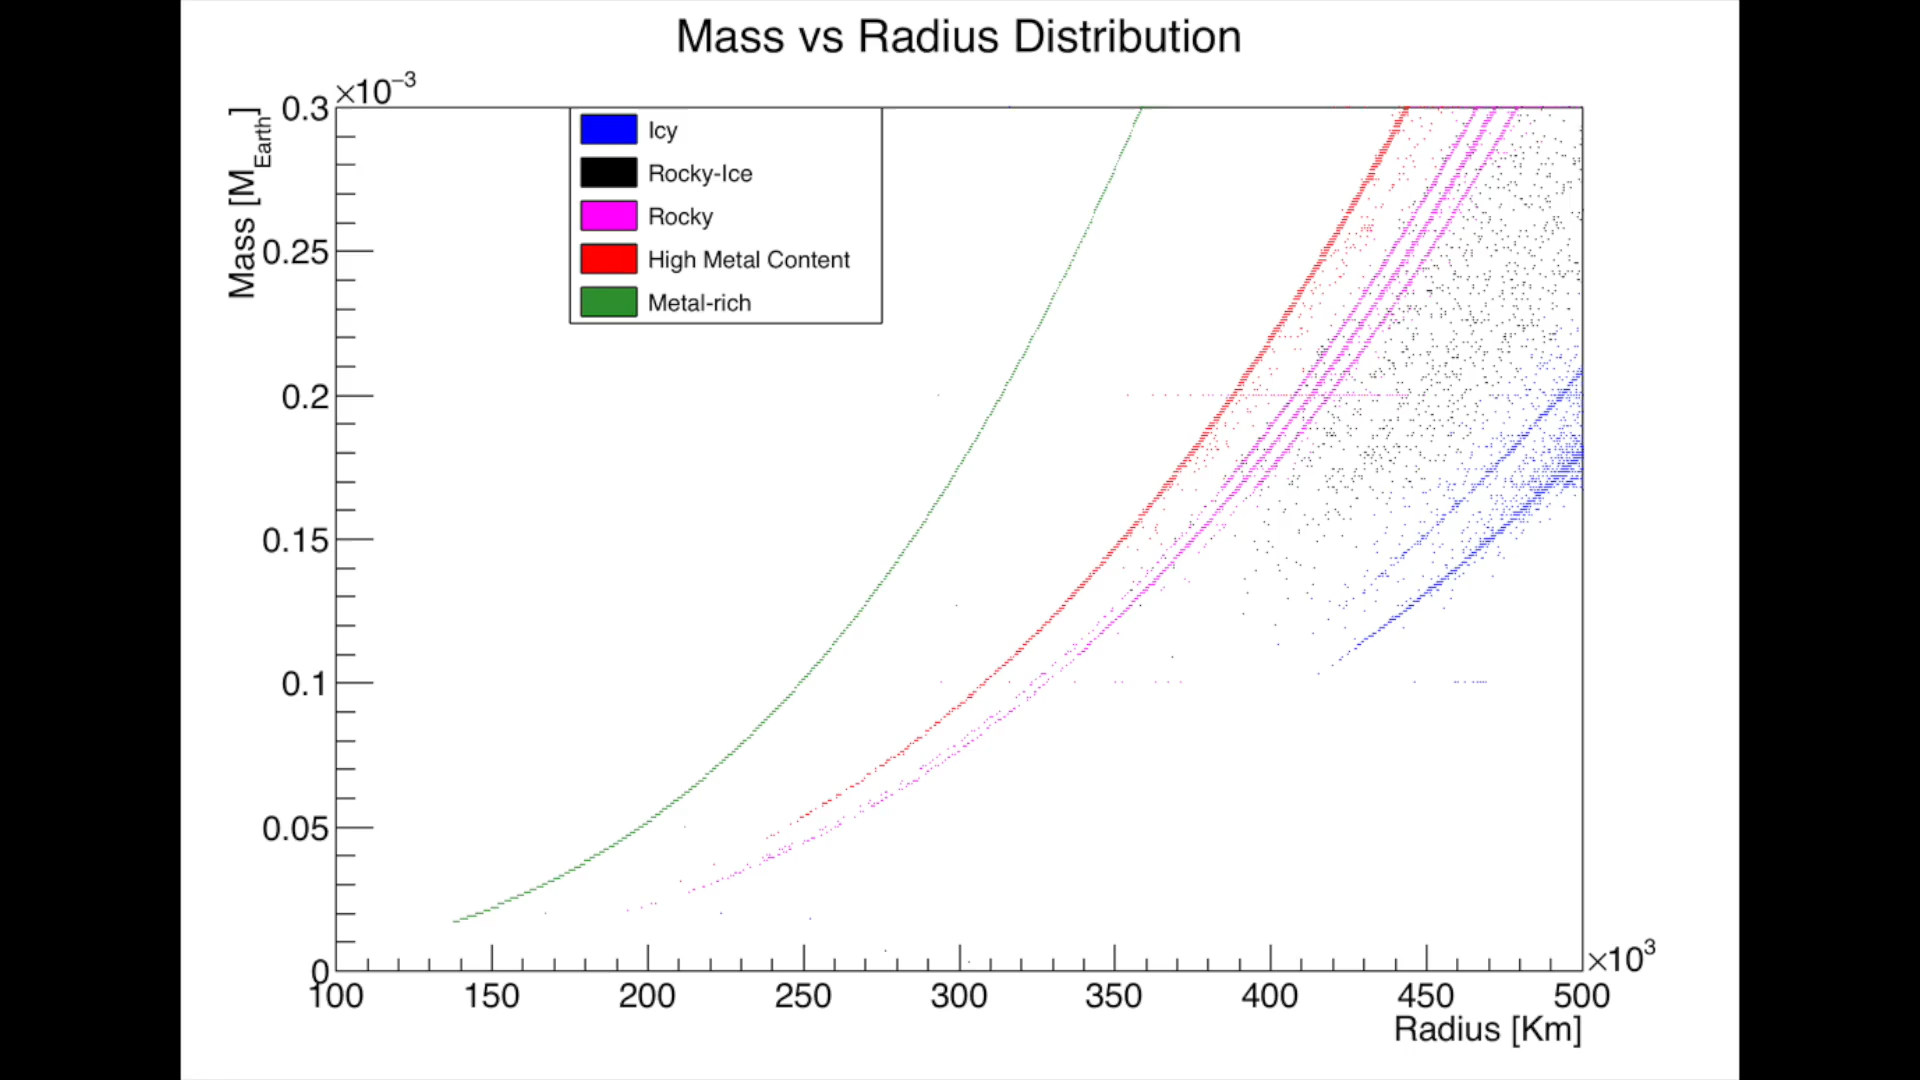 Mass vs Radius Distribution
×10⁻³
Mass [M_Earth]
0.3
0.25
0.2
0.15
0.1
0.05
0
Icy
Rocky-Ice
Rocky
High Metal Content
Metal-rich
100 150 200 250 300 350 400 450 500
×10³
Radius [Km]